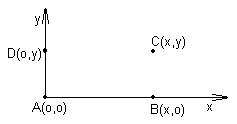 y
D(o,y)
C(x,y)
A(o,o)
B(x,o)
x